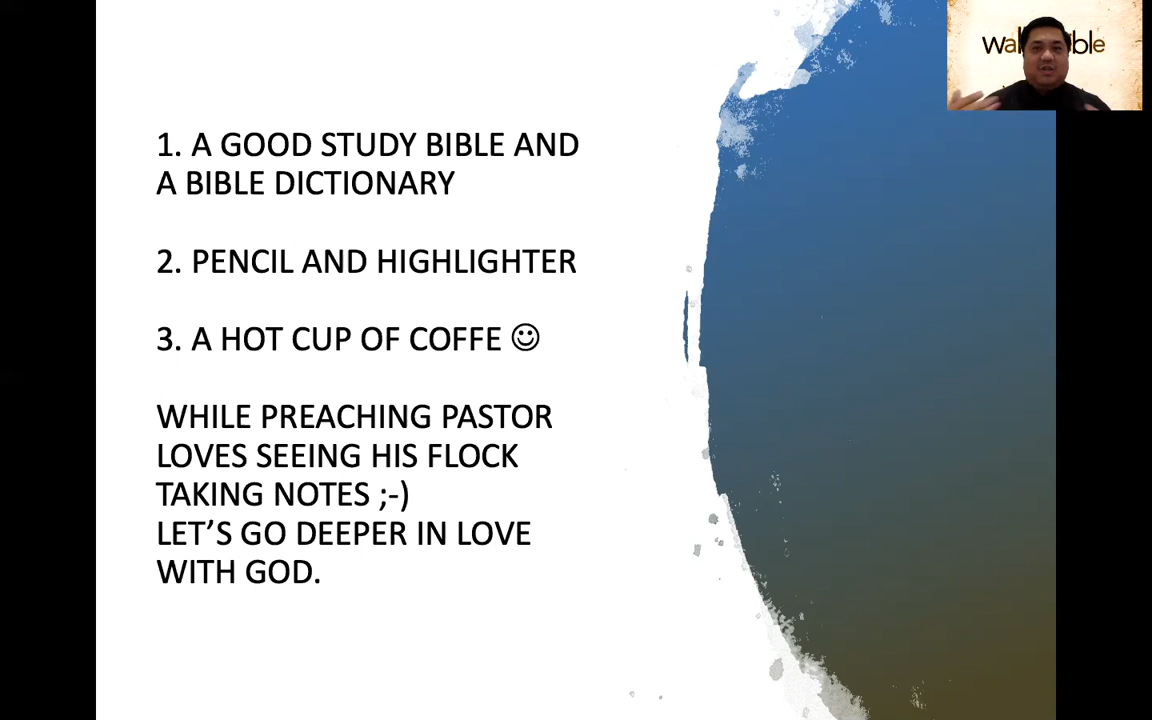 1. A GOOD STUDY BIBLE AND
A BIBLE DICTIONARY
2. PENCIL AND HIGHLIGHTER
3. A HOT CUP OF COFFE ☺
WHILE PREACHING PASTOR
LOVES SEEING HIS FLOCK
TAKING NOTES ;-)
LET’S GO DEEPER IN LOVE
WITH GOD.